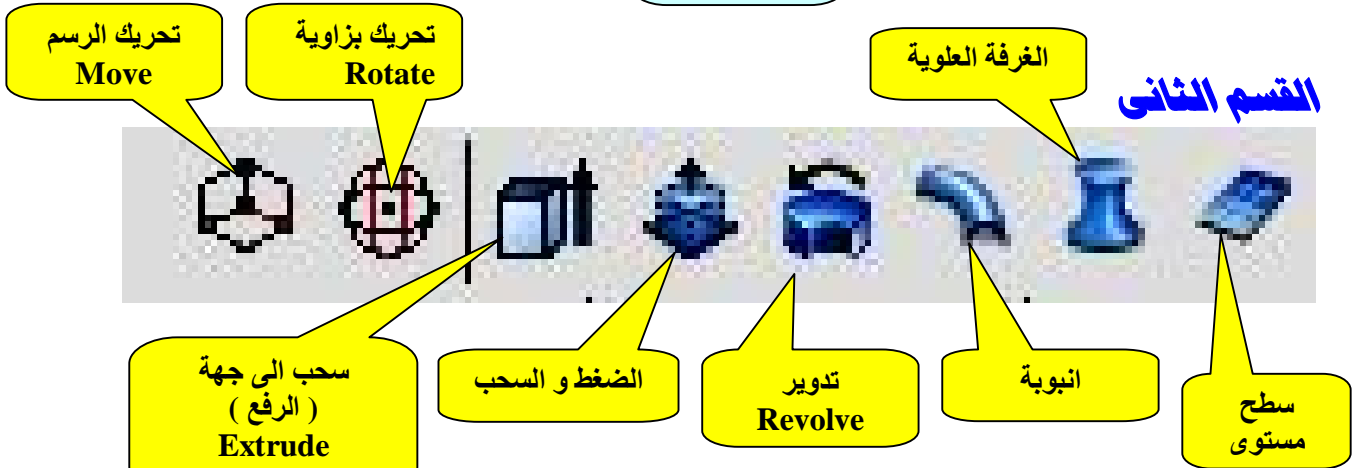 تحريك الرسم
Move
تحريك بزاوية
Rotate
الغرفة العلوية
القسم الثانى
سحب الى جهة
( الرفع )
Extrude
الضغط و السحب
تدوير
Revolve
انبوبة
سطح
مستوى